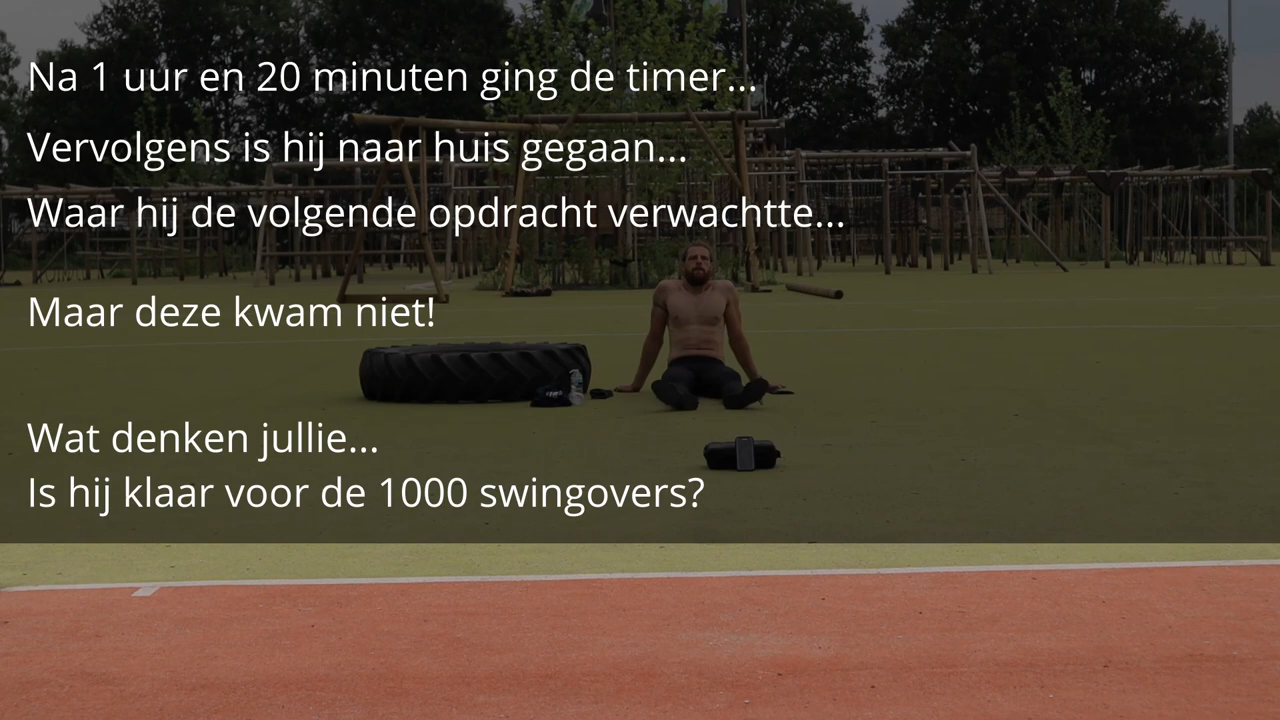 Na 1 uur en 20 minuten ging de timer...
Vervolgens is hij naar huis gegaan...
Waar hij de volgende opdracht verwachtte...
Maar deze kwam niet!
Wat denken jullie...
Is hij klaar voor de 1000 swingovers?